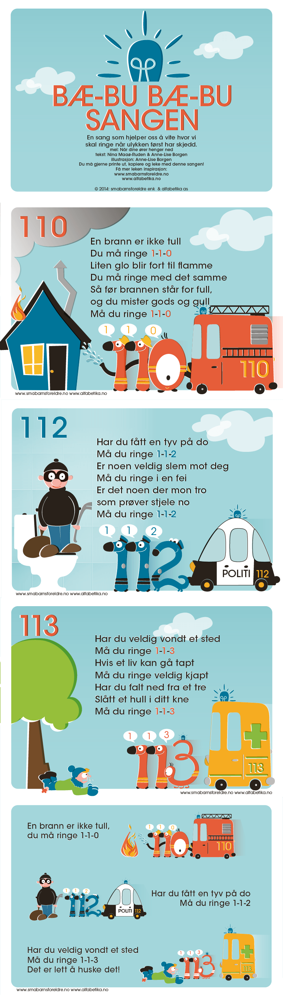 BÆ-BU BÆ-BU
SANGEN
En sang som hjelper oss å vite hvor vi
skal ringe når ulykken først har skjedd.
mel: Når dine ører henger ned
tekst: Nina Maaø-Ruden & Anne-Lise Borgen
illustrasjon: Anne-Lise Borgen
Du må gjerne printe ut, kopiere og leke med denne sangen!
Få mer leken inspirasjon:
www.smabarnsforeldre.no
www.alfabetika.no
© 2014: smabarnsforeldre enk & alfabetika as
110
En brann er ikke tull
Du må ringe 1-1-0
Liten glo blir fort til flamme
Du må ringe med det samme
Så før brannen står for full,
og du mister gods og gull
Må du ringe 1-1-0
1 1 0
110
www.smabarnsforeldre.no www.alfabetika.no
112
Har du fått en tyv på do
Må du ringe 1-1-2
Er noen veldig slem mot deg
Må du ringe i en fei
Er det noen der mon tro
som prøver stjele no
Må du ringe 1-1-2
1 1 2
112
POLITI 112
www.smabarnsforeldre.no www.alfabetika.no
113
Har du veldig vondt et sted
Må du ringe 1-1-3
Hvis et liv kan gå tapt
Må du ringe veldig kjapt
Har du falt ned fra et tre
Slått et hull i ditt kne
Må du ringe 1-1-3
1 1 3
113
113
www.smabarnsforeldre.no www.alfabetika.no
En brann er ikke tull,
du må ringe 1-1-0
1 1 0
110
Har du fått en tyv på do
Må du ringe 1-1-2
1 1 2
112
POLITI 112
Har du veldig vondt et sted
Må du ringe 1-1-3
Det er lett å huske det!
1 1 3
113
113
www.smabarnsforeldre.no www.alfabetika.no